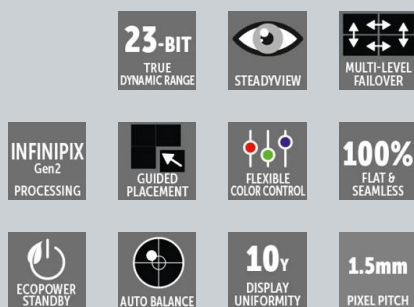 23-BIT
TRUE
DYNAMIC RANGE
STEADYVIEW
MULTI-LEVEL
FAILOVER
INFINIPIX
Gen2
PROCESSING
GUIDED
PLACEMENT
FLEXIBLE
COLOR CONTROL
100%
FLAT &
SEAMLESS
ECOPOWER
STANDBY
AUTO BALANCE
10Y
DISPLAY
UNIFORMITY
1.5mm
PIXEL PITCH